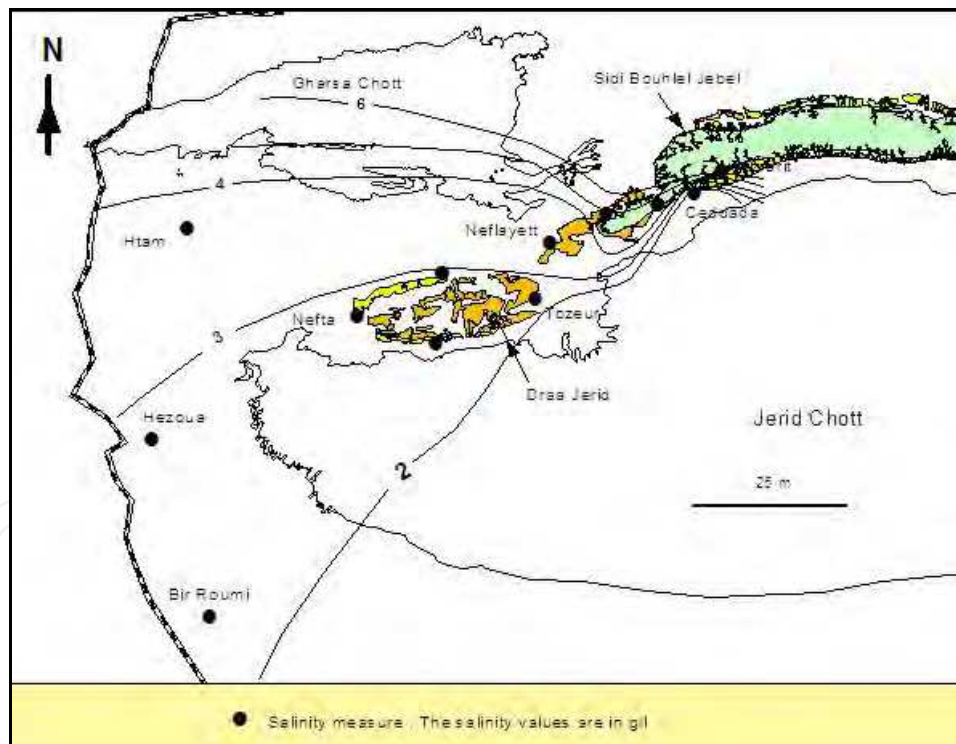 N
Gharsa Chott
Sidi Bouhlel Jebel
6
4
Htam
Neflayett
Ceduada
Nefta
Tozeur
3
Draa Jerid
Hezoua
Jerid Chott
2
25 m
Bir Roumi
Salinity measure . The salinity values are in g/l